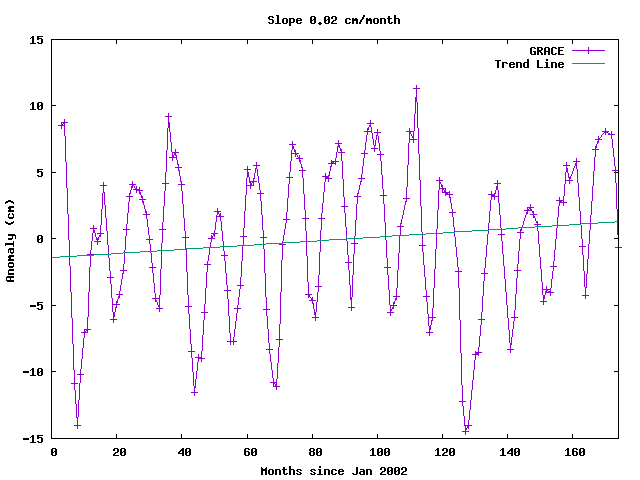 Slope 0.02 cm/month
GRACE
Trend Line
15
10
5
0
-5
-10
-15
Anomaly (cm)
0 20 40 60 80 100 120 140 160
Months since Jan 2002